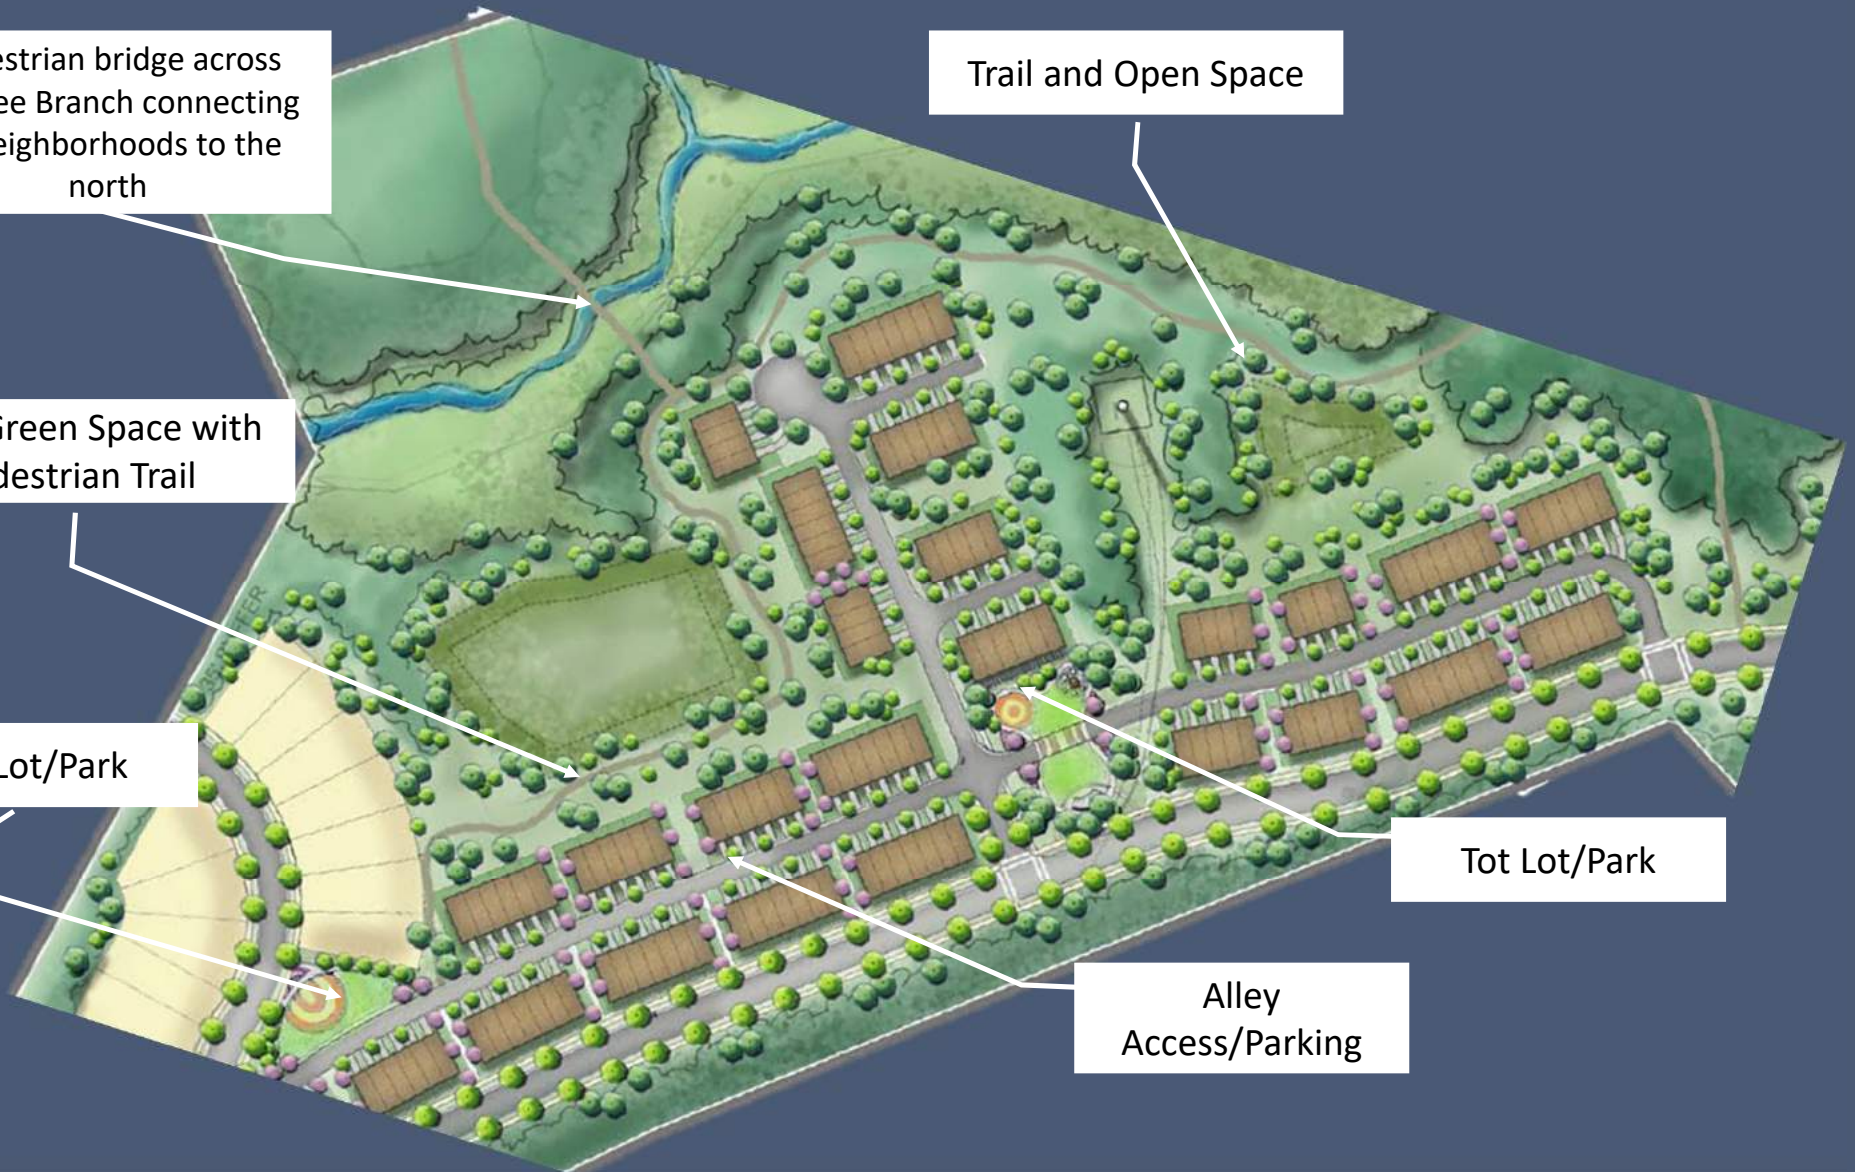 estrian bridge across
ee Branch connecting
eighborhoods to the
north
Trail and Open Space
Green Space with
destrian Trail
Lot/Park
Tot Lot/Park
Alley
Access/Parking